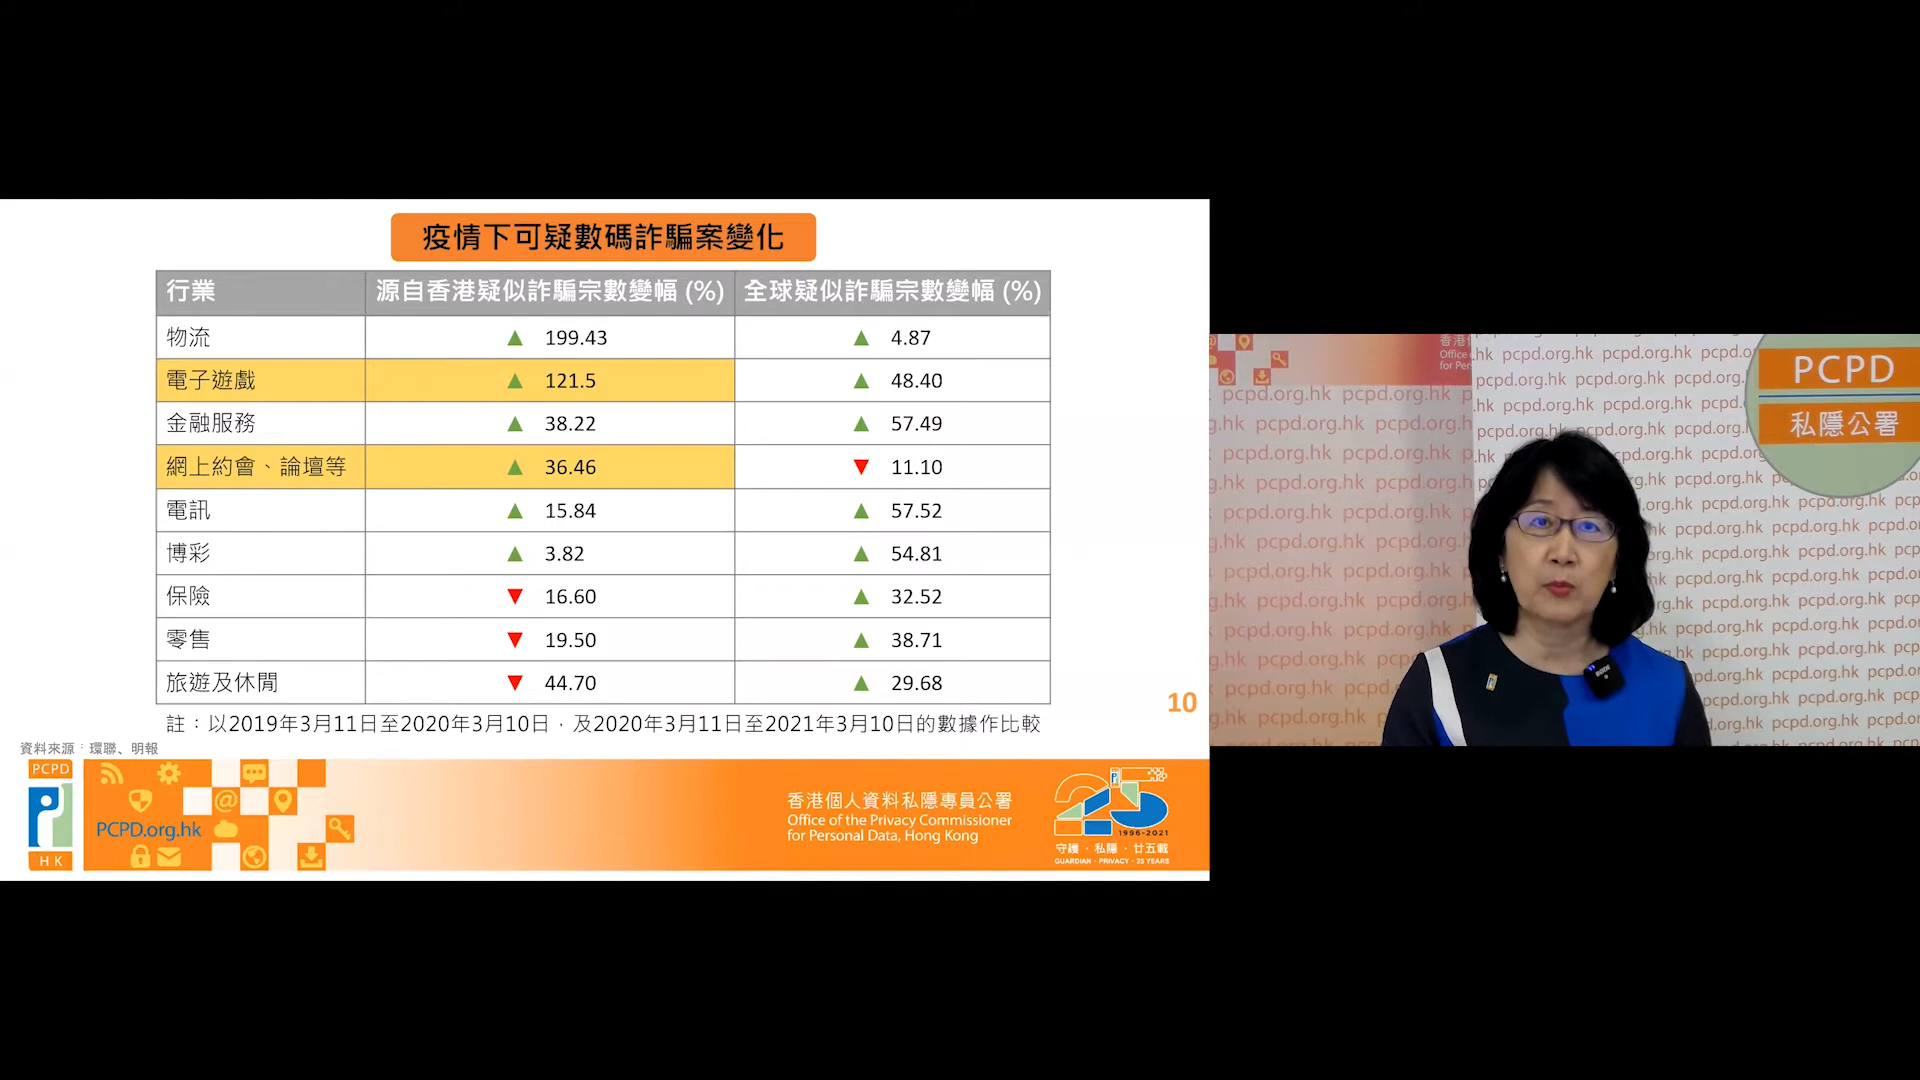 疫情下可疑數碼詐騙案變化
行業 源自香港疑似詐騙宗數變幅 (%) 全球疑似詐騙宗數變幅 (%)
物流 ▲ 199.43 ▲ 4.87
電子遊戲 ▲ 121.5 ▲ 48.40
金融服務 ▲ 38.22 ▲ 57.49
網上約會、論壇等 ▲ 36.46 ▼ 11.10
電訊 ▲ 15.84 ▲ 57.52
博彩 ▲ 3.82 ▲ 54.81
保險 ▼ 16.60 ▲ 32.52
零售 ▼ 19.50 ▲ 38.71
旅遊及休閒 ▼ 44.70 ▲ 29.68
註：以2019年3月11日至2020年3月10日，及2020年3月11日至2021年3月10日的數據作比較
10
資料來源：環聯、明報
PCPD
HK
PCPD.org.hk
香港個人資料私隱專員公署
Office of the Privacy Commissioner
for Personal Data, Hong Kong
25
1996-2021
守護・私隱・廿五載
GUARDIAN・PRIVACY・25 YEARS
PCPD
私隱公署
pcpd.org.hk
RODE